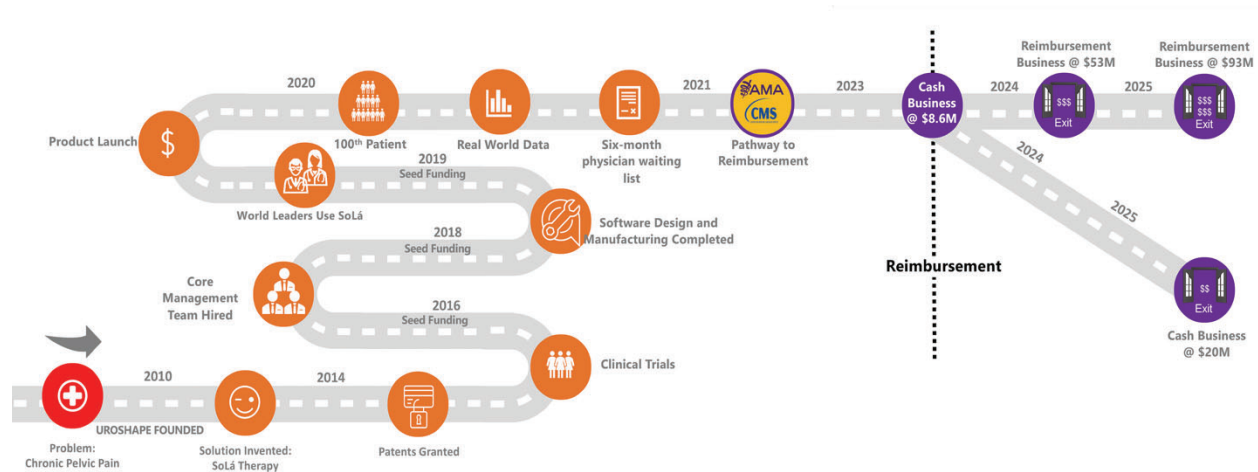 2010
UROSHAPE FOUNDED
Problem:
Chronic Pelvic Pain
Solution Invented:
SoLá Therapy
2014
Patents Granted
Clinical Trials
2016
Seed Funding
Core
Management
Team Hired
2018
Seed Funding
Software Design and
Manufacturing Completed
2019
Seed Funding
World Leaders Use SoLá
Product Launch
$
2020
100th Patient
Real World Data
Six-month
physician waiting
list
2021
AMA
CMS
Pathway to
Reimbursement
2023
Cash
Business
@ $8.6M
Reimbursement
2024
Reimbursement
Business @ $53M
$$$
Exit
2025
Reimbursement
Business @ $93M
$$$
$$$
Exit
2024
2025
$$
Exit
Cash Business
@ $20M